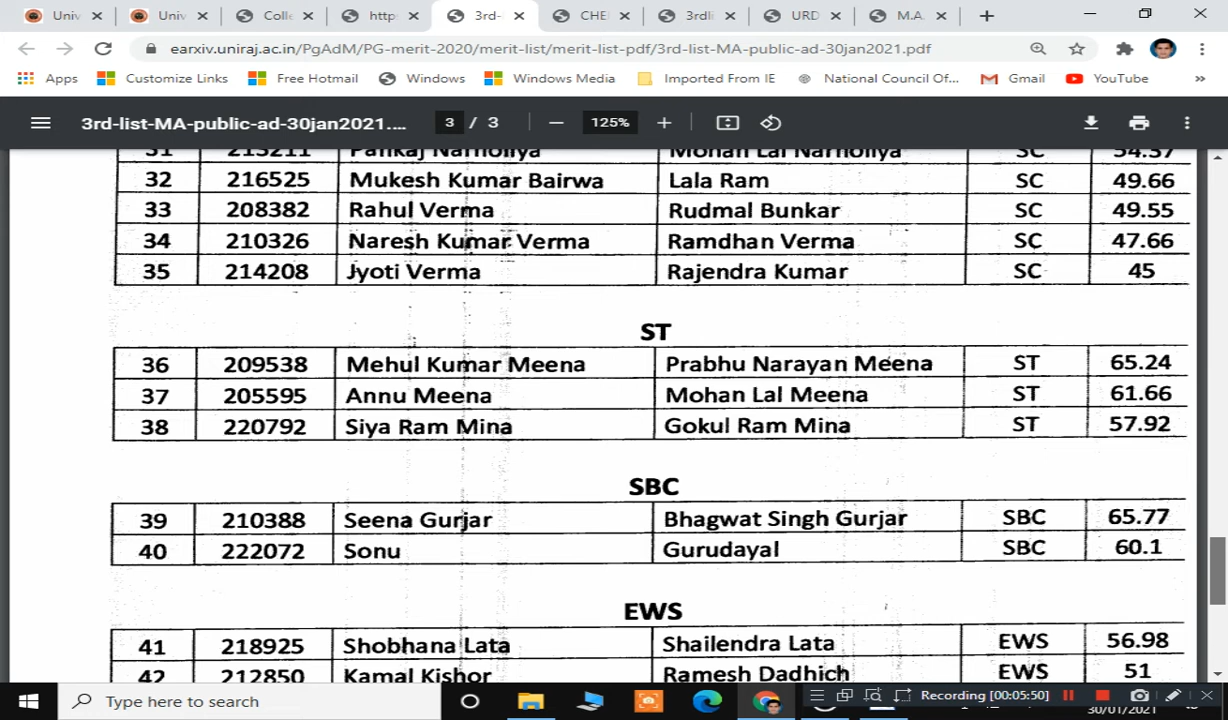 Univ Univ Coll http 3rd- CHE 3rdli URD M.A.
earxiv.uniraj.ac.in/PgAdM/PG-merit-2020/merit-list/merit-list-pdf/3rd-list-MA-public-ad-30jan2021.pdf
Apps Customize Links Free Hotmail Windows Windows Media Imported From IE National Council Of... Gmail YouTube »
3rd-list-MA-public-ad-30jan2021.... 3 / 3 125%
31 215211 Pankaj Narnoliya Mohan Lal Narnoliya SC 54.37
32 216525 Mukesh Kumar Bairwa Lala Ram SC 49.66
33 208382 Rahul Verma Rudmal Bunkar SC 49.55
34 210326 Naresh Kumar Verma Ramdhan Verma SC 47.66
35 214208 Jyoti Verma Rajendra Kumar SC 45
ST
36 209538 Mehul Kumar Meena Prabhu Narayan Meena ST 65.24
37 205595 Annu Meena Mohan Lal Meena ST 61.66
38 220792 Siya Ram Mina Gokul Ram Mina ST 57.92
SBC
39 210388 Seena Gurjar Bhagwat Singh Gurjar SBC 65.77
40 222072 Sonu Gurudayal SBC 60.1
EWS
41 218925 Shobhana Lata Shailendra Lata EWS 56.98
42 212850 Kamal Kishor Ramesh Dadhich EWS 51
Type here to search
Recording [00:05:50]
30/01/2021